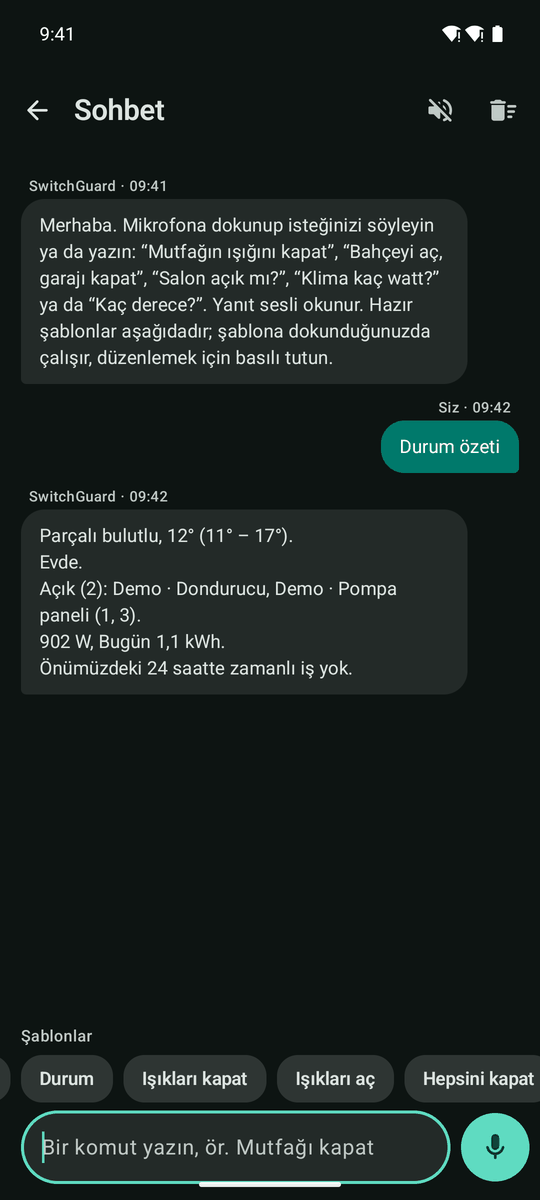 9:41
Sohbet
SwitchGuard · 09:41
Merhaba. Mikrofona dokunup isteğinizi söyleyin
ya da yazın: “Mutfağın ışığını kapat”, “Bahçeyi aç,
garajı kapat”, “Salon açık mı?”, “Klima kaç watt?”
ya da “Kaç derece?”. Yanıt sesli okunur. Hazır
şablonlar aşağıdadır; şablona dokunduğunuzda
çalışır, düzenlemek için basılı tutun.
Siz · 09:42
Durum özeti
SwitchGuard · 09:42
Parçalı bulutlu, 12° (11° – 17°).
Evde.
Açık (2): Demo · Dondurucu, Demo · Pompa
paneli (1, 3).
902 W, Bugün 1,1 kWh.
Önümüzdeki 24 saatte zamanlı iş yok.
Şablonlar
Durum Işıkları kapat Işıkları aç Hepsini kapat
Bir komut yazın, ör. Mutfağı kapat